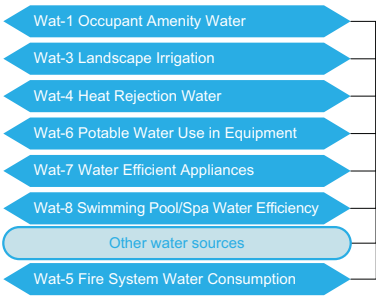 Wat-1 Occupant Amenity Water
Wat-3 Landscape Irrigation
Wat-4 Heat Rejection Water
Wat-6 Potable Water Use in Equipment
Wat-7 Water Efficient Appliances
Wat-8 Swimming Pool/Spa Water Efficiency
Other water sources
Wat-5 Fire System Water Consumption